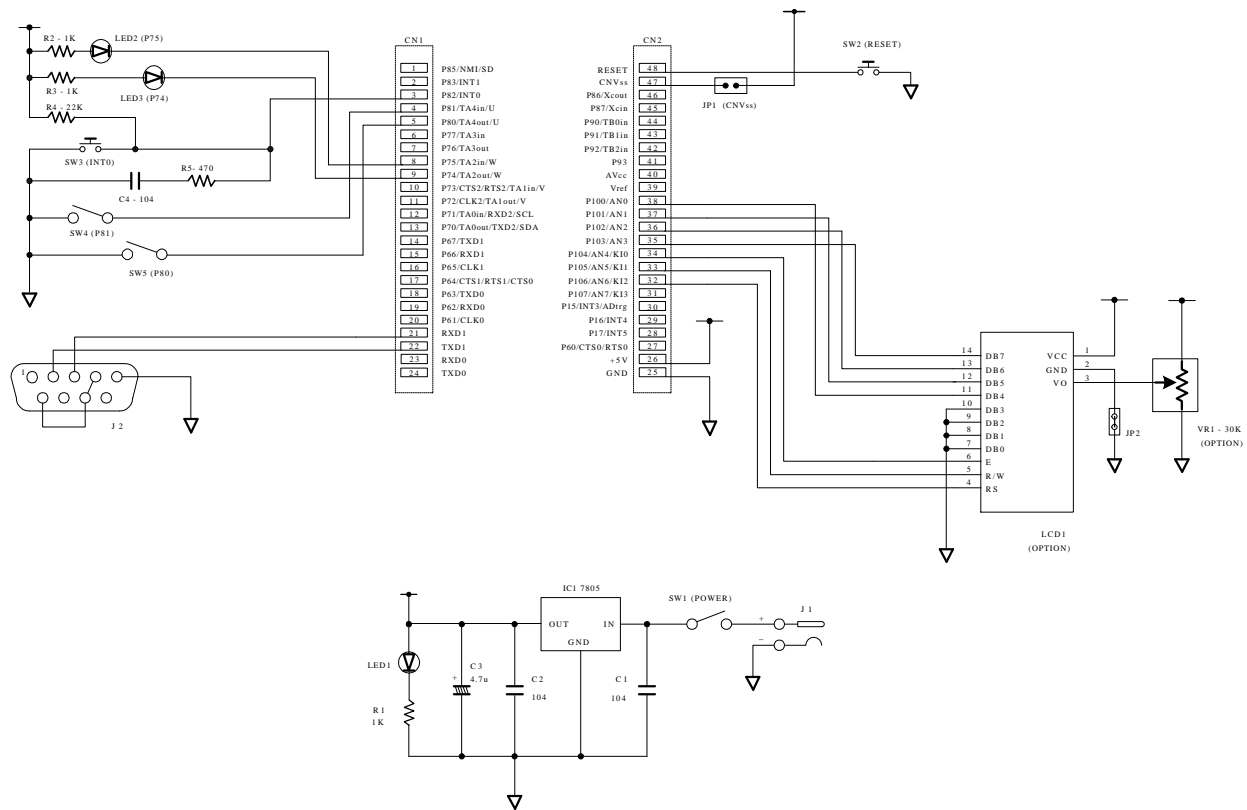 R2 - 1K
LED2 (P75)
R3 - 1K
LED3 (P74)
R4 - 22K
SW3 (INT0)
R5- 470
C4 - 104
SW4 (P81)
SW5 (P80)
CN1
1 P85/NMI/SD
2 P83/INT1
3 P82/INT0
4 P81/TA4in/U
5 P80/TA4out/U
6 P77/TA3in
7 P76/TA3out
8 P75/TA2in/W
9 P74/TA2out/W
10 P73/CTS2/RTS2/TA1in/V
11 P72/CLK2/TA1out/V
12 P71/TA0in/RXD2/SCL
13 P70/TA0out/TXD2/SDA
14 P67/TXD1
15 P66/RXD1
16 P65/CLK1
17 P64/CTS1/RTS1/CTS0
18 P63/TXD0
19 P62/RXD0
20 P61/CLK0
21 RXD1
22 TXD1
23 RXD0
24 TXD0
CN2
RESET 48
CNVss 47
P86/Xcout 46
P87/Xcin 45
P90/TB0in 44
P91/TB1in 43
P92/TB2in 42
P93 41
AVcc 40
Vref 39
P100/AN0 38
P101/AN1 37
P102/AN2 36
P103/AN3 35
P104/AN4/KI0 34
P105/AN5/KI1 33
P106/AN6/KI2 32
P107/AN7/KI3 31
P15/INT3/ADtrg 30
P16/INT4 29
P17/INT5 28
P60/CTS0/RTS0 27
+5V 26
GND 25
SW2 (RESET)
JP1 (CNVss)
1
J 2
14 DB7
13 DB6
12 DB5
11 DB4
10 DB3
9 DB2
8 DB1
7 DB0
6 E
5 R/W
4 RS
VCC 1
GND 2
VO 3
JP2
VR1 - 30K
(OPTION)
LCD1
(OPTION)
IC1 7805
OUT IN
GND
SW1 (POWER)
J 1
+
−
LED1
R1
1K
+
C3
4.7u
C2
104
C1
104